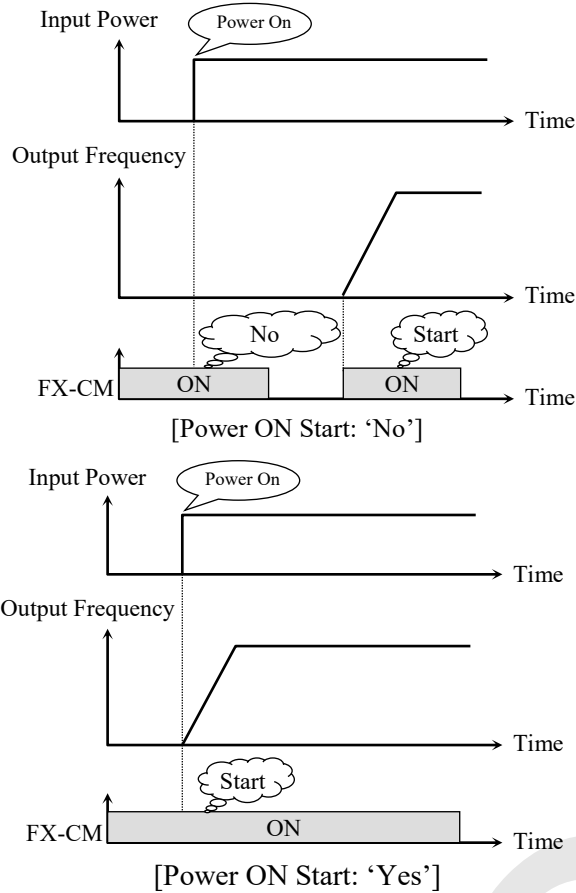 Input Power
Power On
Time
Output Frequency
Time
No
Start
FX-CM
ON
ON
Time
[Power ON Start: ‘No’]
Input Power
Power On
Time
Output Frequency
Time
Start
FX-CM
ON
Time
[Power ON Start: ‘Yes’]